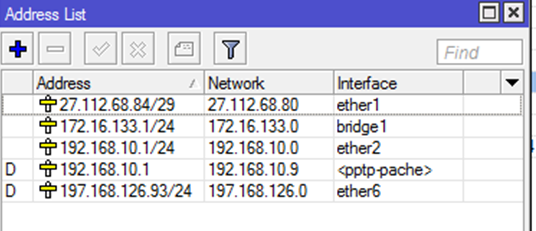 Address List
Find
Address Network Interface
27.112.68.84/29 27.112.68.80 ether1
172.16.133.1/24 172.16.133.0 bridge1
192.168.10.1/24 192.168.10.0 ether2
D 192.168.10.1 192.168.10.9 <pptp-pache>
D 197.168.126.93/24 197.168.126.0 ether6